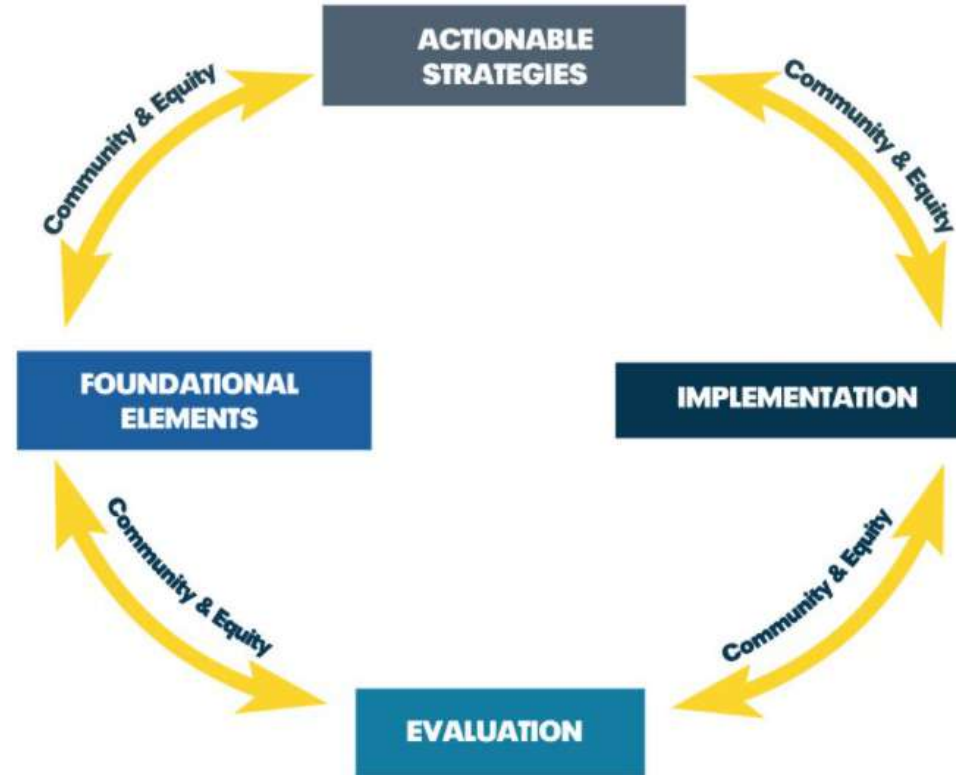 ACTIONABLE
STRATEGIES
Community & Equity
Community & Equity
FOUNDATIONAL
ELEMENTS
IMPLEMENTATION
Community & Equity
Community & Equity
EVALUATION